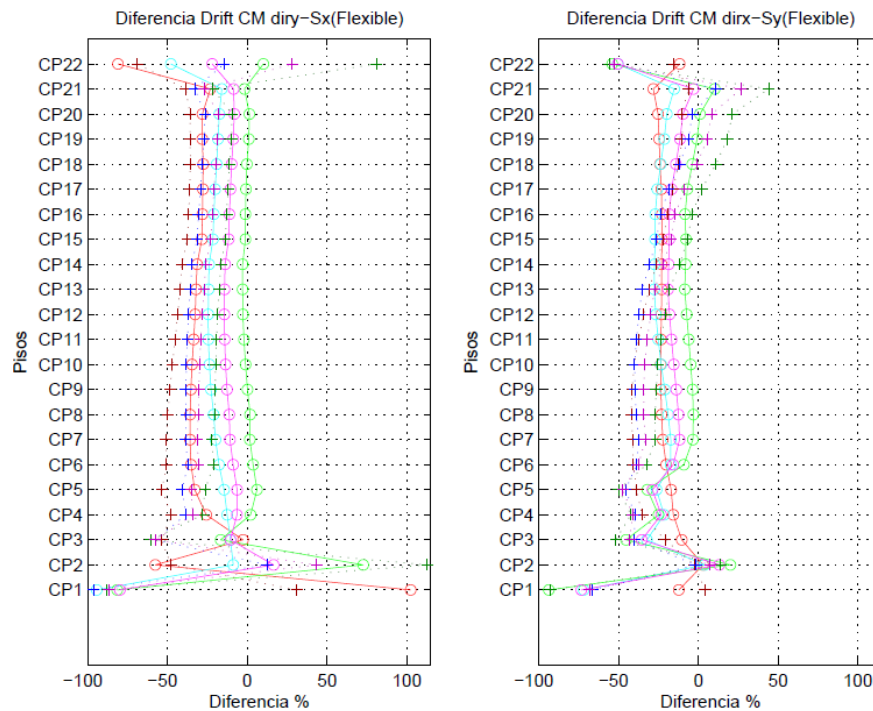 Diferencia Drift CM diry−Sx(Flexible)
CP22
CP21
CP20
CP19
CP18
CP17
CP16
CP15
CP14
CP13
CP12
CP11
CP10
CP9
CP8
CP7
CP6
CP5
CP4
CP3
CP2
CP1
Pisos
−100 −50 0 50 100
Diferencia %
Diferencia Drift CM dirx−Sy(Flexible)
CP22
CP21
CP20
CP19
CP18
CP17
CP16
CP15
CP14
CP13
CP12
CP11
CP10
CP9
CP8
CP7
CP6
CP5
CP4
CP3
CP2
CP1
Pisos
−100 −50 0 50 100
Diferencia %